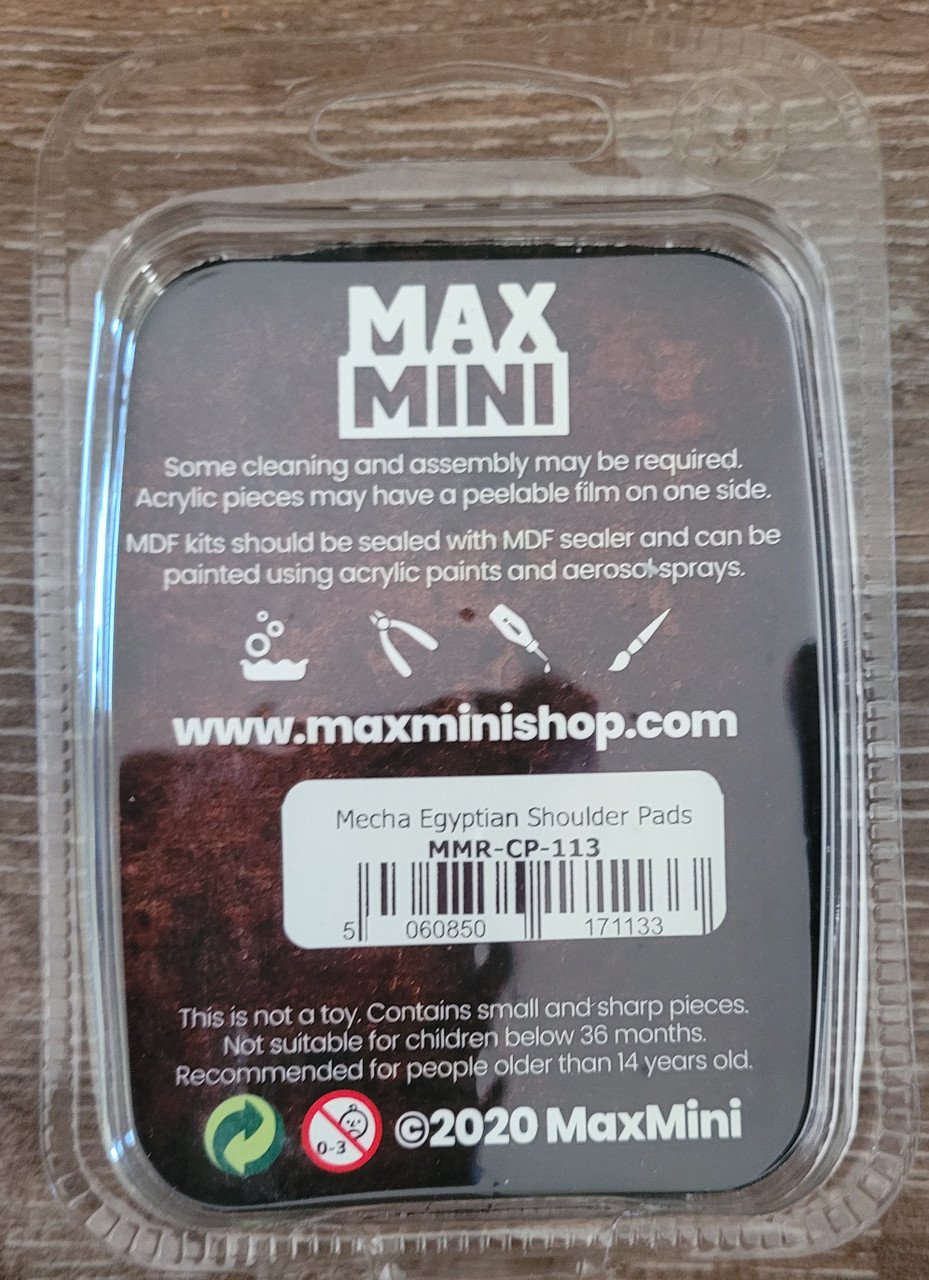 MAX
MINI
Some cleaning and assembly may be required.
Acrylic pieces may have a peelable film on one side.
MDF kits should be sealed with MDF sealer and can be
painted using acrylic paints and aerosol sprays.
www.maxminishop.com
Mecha Egyptian Shoulder Pads
MMR-CP-113
5 060850 171133
This is not a toy. Contains small and sharp pieces.
Not suitable for children below 36 months.
Recommended for people older than 14 years old.
0-3 ©2020 MaxMini